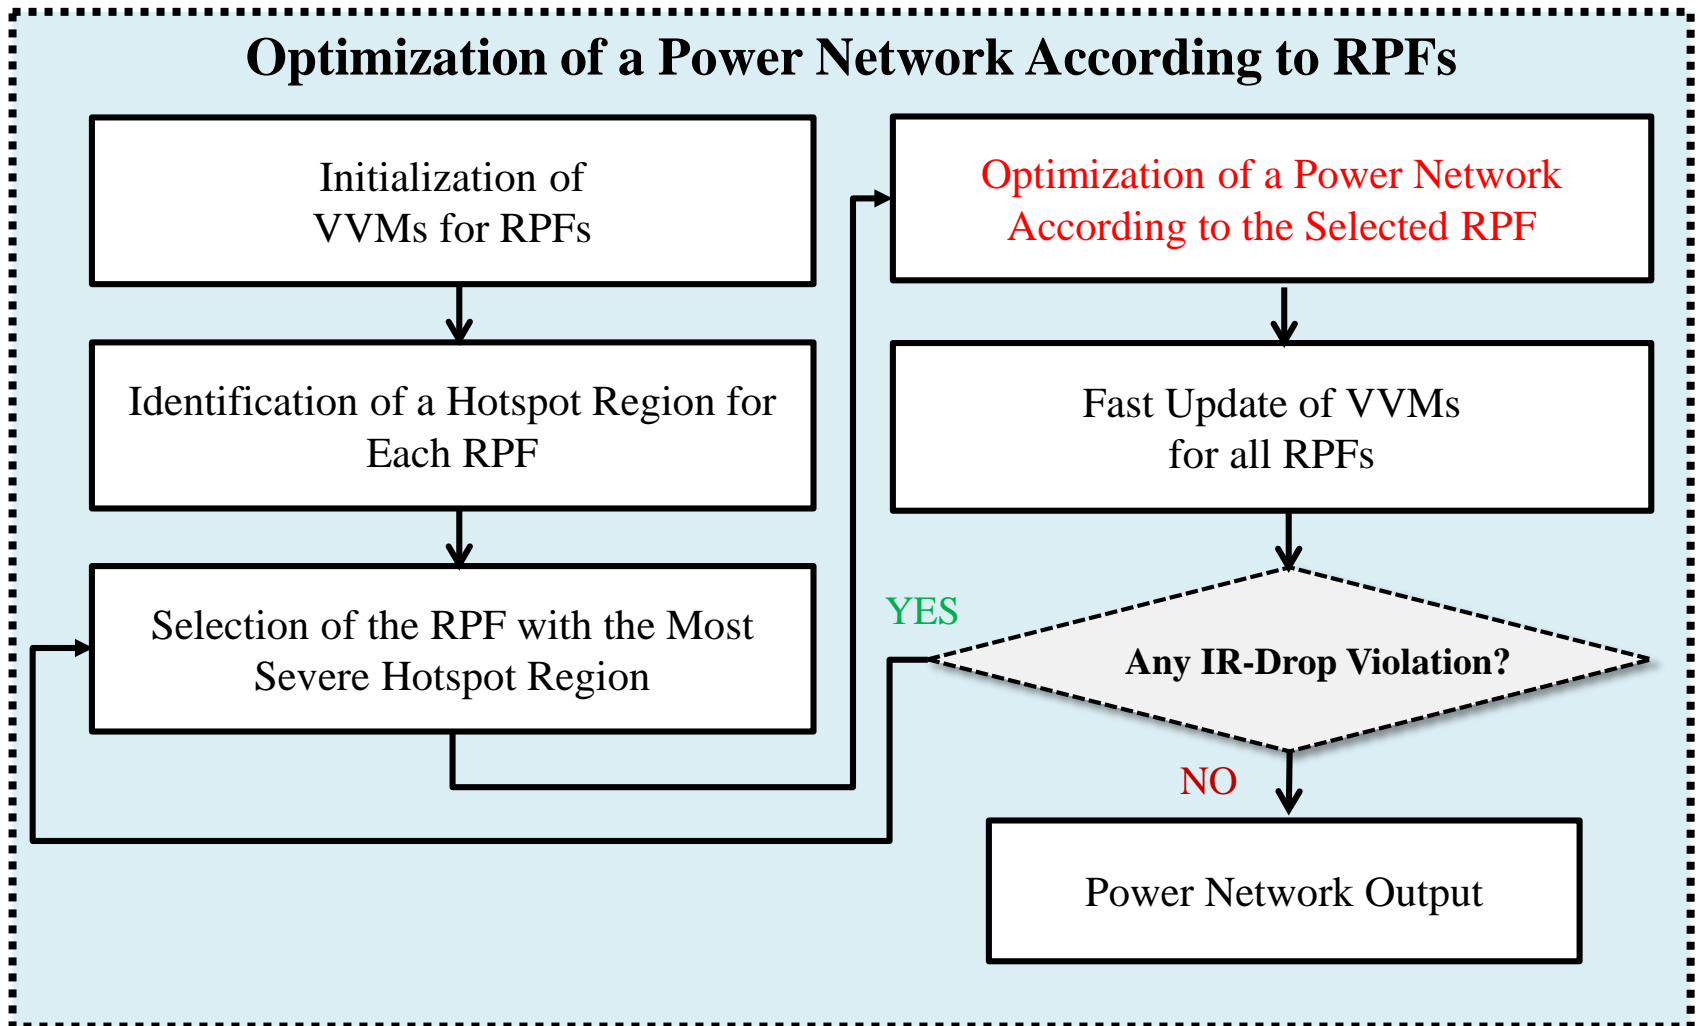 Optimization of a Power Network According to RPFs
Initialization of
VVMs for RPFs
Identification of a Hotspot Region for
Each RPF
Selection of the RPF with the Most
Severe Hotspot Region
Optimization of a Power Network
According to the Selected RPF
Fast Update of VVMs
for all RPFs
YES
Any IR-Drop Violation?
NO
Power Network Output